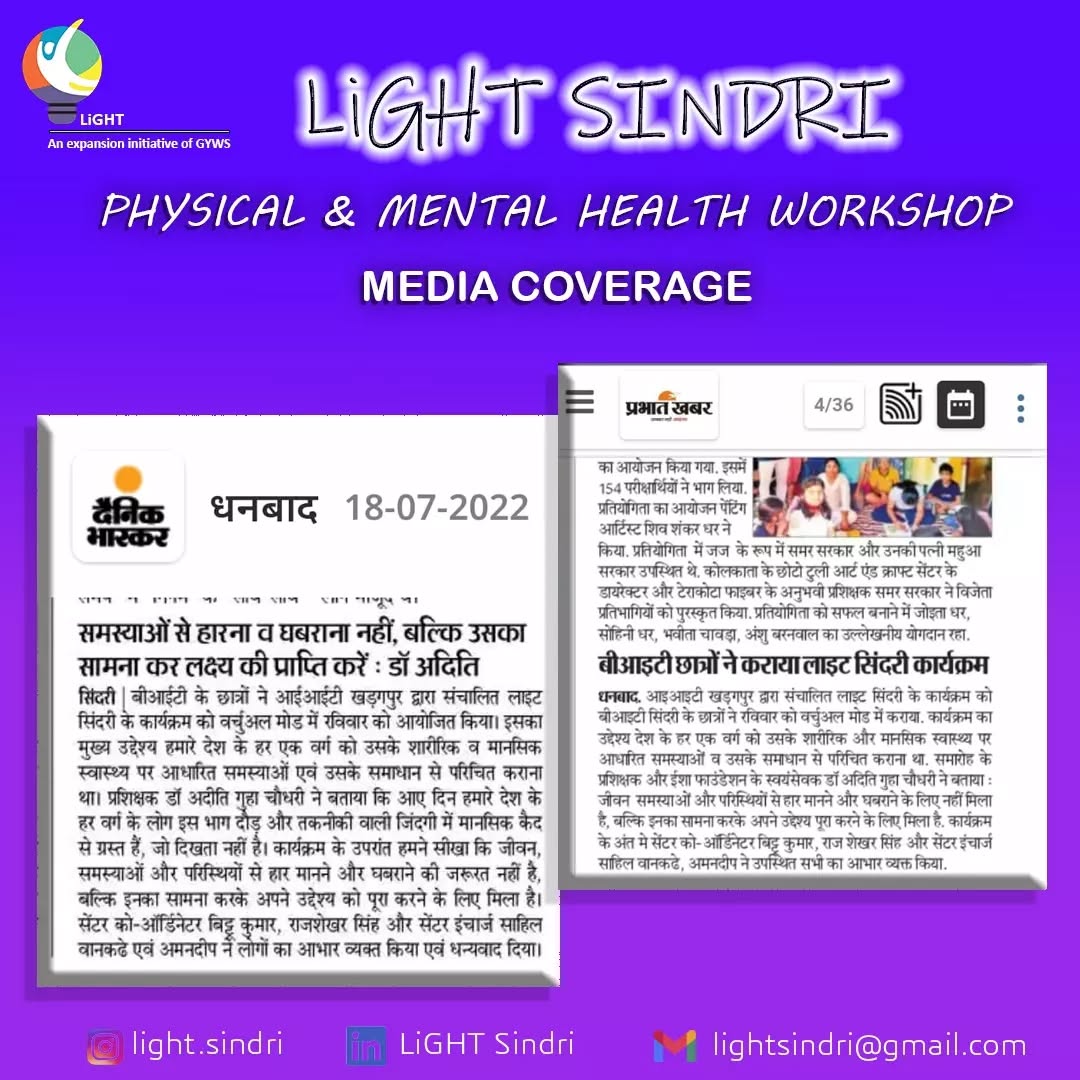 LiGHT
An expansion initiative of GYWS
LiGHT SINDRI
PHYSICAL & MENTAL HEALTH WORKSHOP
MEDIA COVERAGE
दैनिक
भास्कर
धनबाद 18-07-2022
समस्याओं से हारना व घबराना नहीं, बल्कि उसका
सामना कर लक्ष्य की प्राप्ति करें : डॉ अदिति
सिंदरी | बीआईटी के छात्रों ने आईआईटी खड़गपुर द्वारा संचालित लाइट
सिंदरी के कार्यक्रम को वर्चुअल मोड में रविवार को आयोजित किया। इसका
मुख्य उद्देश्य हमारे देश के हर एक वर्ग को उसके शारीरिक व मानसिक
स्वास्थ्य पर आधारित समस्याओं एवं उसके समाधान से परिचित कराना
था। प्रशिक्षक डॉ अदीति गुहा चौधरी ने बताया कि आए दिन हमारे देश के
हर वर्ग के लोग इस भाग दौड़ और तकनीकी वाली जिंदगी में मानसिक कैद
से ग्रस्त हैं, जो दिखता नहीं है। कार्यक्रम के उपरांत हमने सीखा कि जीवन,
समस्याओं और परिस्थियों से हार मानने और घबराने की जरूरत नहीं है,
बल्कि इनका सामना करके अपने उद्देश्य को पूरा करने के लिए मिला है।
सेंटर को-ऑर्डिनेटर बिट्टू कुमार, राजशेखर सिंह और सेंटर इंचार्ज साहिल
वानकढे एवं अमनदीप ने लोगों का आभार व्यक्त किया एवं धन्यवाद दिया।
प्रभात खबर
4/36
का आयोजन किया गया. इसमें
154 परीक्षार्थियों ने भाग लिया.
प्रतियोगिता का आयोजन पेंटिंग
आर्टिस्ट शिव शंकर धर ने
किया. प्रतियोगिता में जज के रूप में समर सरकार और उनकी पत्नी महुआ
सरकार उपस्थित थे. कोलकाता के छोटो टुली आर्ट एंड क्राफ्ट सेंटर के
डायरेक्टर और टेराकोटा फाइबर के अनुभवी प्रशिक्षक समर सरकार ने विजेता
प्रतिभागियों को पुरस्कृत किया. प्रतियोगिता को सफल बनाने में जोइता धर,
सोहिनी धर, भवीता चावड़ा, अंशु बरनवाल का उल्लेखनीय योगदान रहा.
बीआइटी छात्रों ने कराया लाइट सिंदरी कार्यक्रम
धनबाद. आइआइटी खड़गपुर द्वारा संचालित लाइट सिंदरी के कार्यक्रम को
बीआइटी सिंदरी के छात्रों ने रविवार को वर्चुअल मोड में कराया. कार्यक्रम का
उद्देश्य देश के हर एक वर्ग को उसके शारीरिक और मानसिक स्वास्थ्य पर
आधारित समस्याओं व उसके समाधान से परिचित कराना था. समारोह के
प्रशिक्षक और ईशा फाउंडेशन के स्वयंसेवक डॉ अदिति गुहा चौधरी ने बताया :
जीवन समस्याओं और परिस्थियों से हार मानने और घबराने के लिए नहीं मिला
है, बल्कि इनका सामना करके अपने उद्देश्य पूरा करने के लिए मिला है. कार्यक्रम
के अंत मे सेंटर को- ऑर्डिनेटर बिट्टू कुमार, राज शेखर सिंह और सेंटर इंचार्ज
साहिल वानकढे, अमनदीप ने उपस्थित सभी का आभार व्यक्त किया.
light.sindri LiGHT Sindri lightsindri@gmail.com